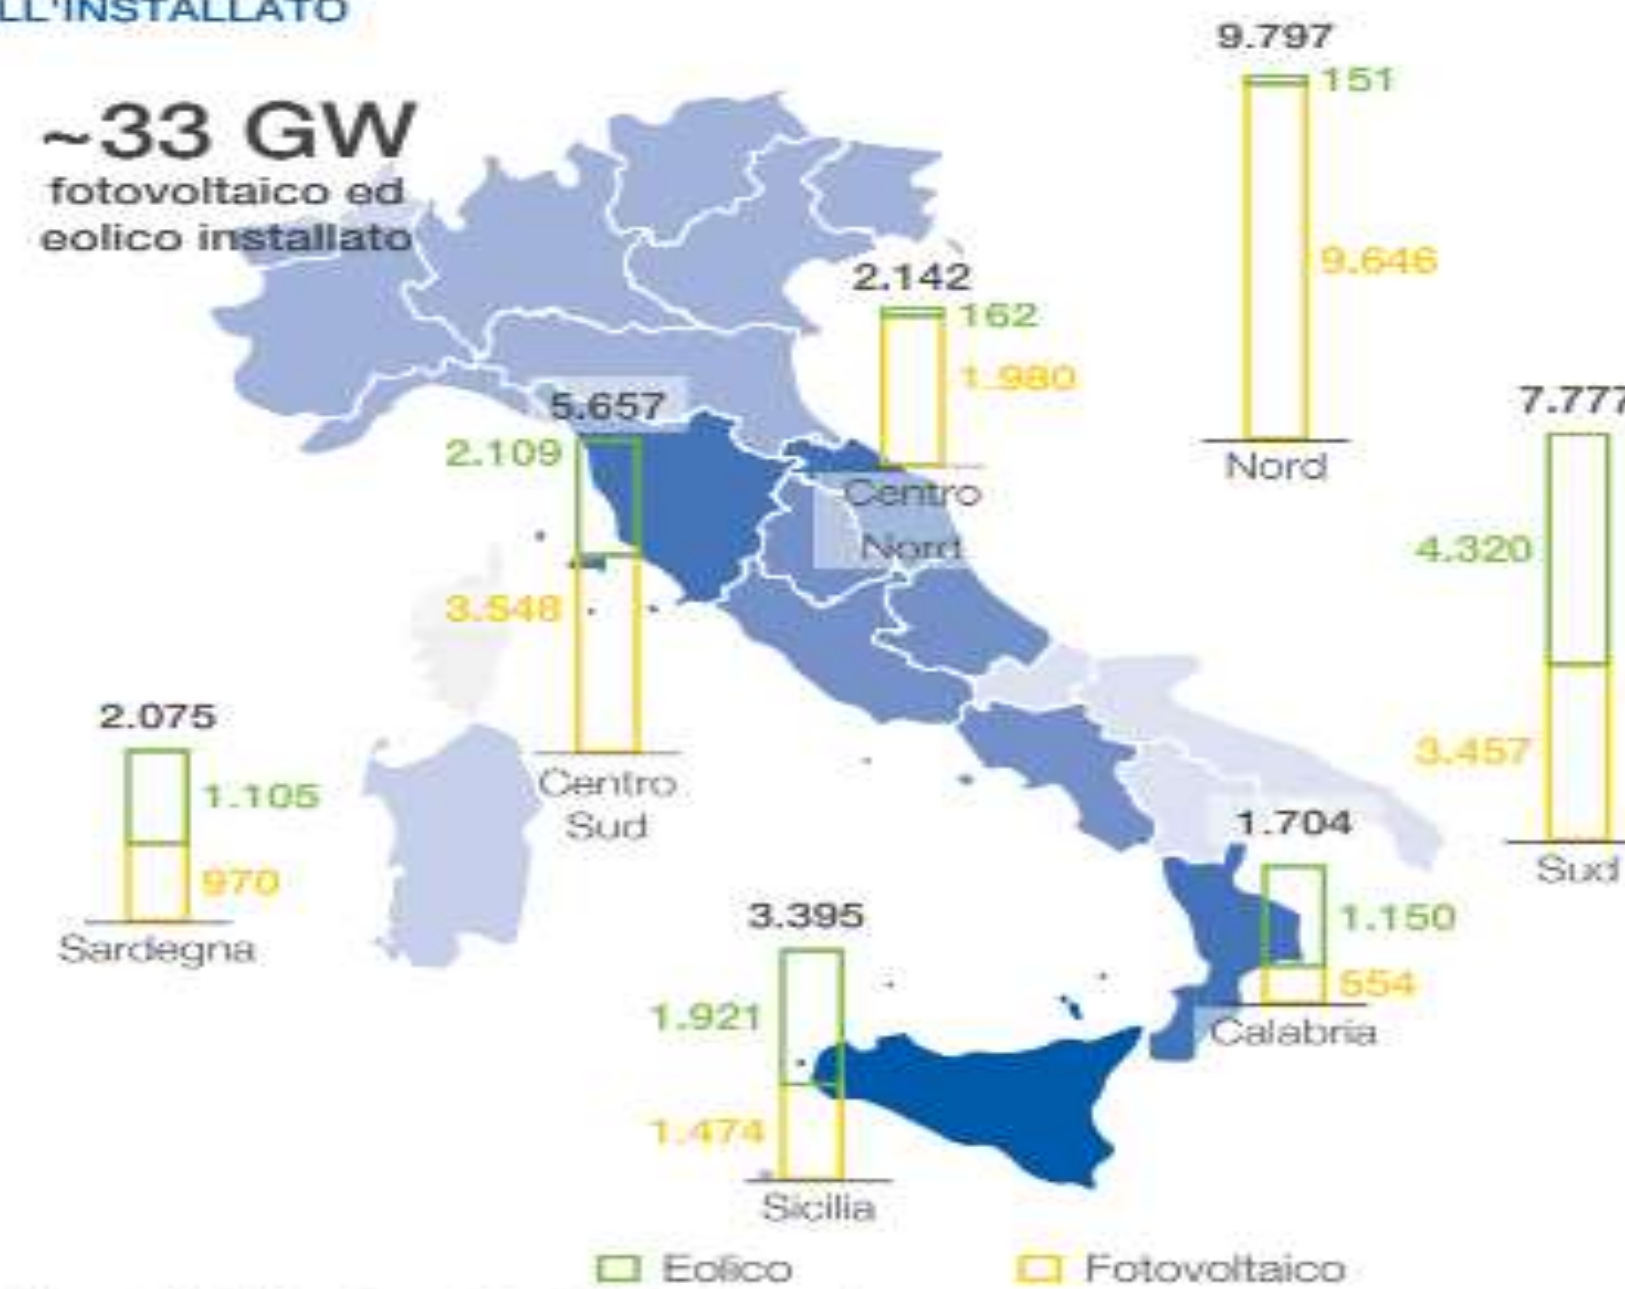 LL'INSTALLATO
~33 GW
fotovoltaico ed
eolico installato
9.797
151
9.646
Nord
2.142
162
1.980
Centro
Nord
5.657
2.109
3.548
Centro
Sud
7.777
4.320
3.457
Sud
2.075
1.105
970
Sardegna
1.704
1.150
554
Calabria
3.395
1.921
1.474
Sicilia
Eolico
Fotovoltaico